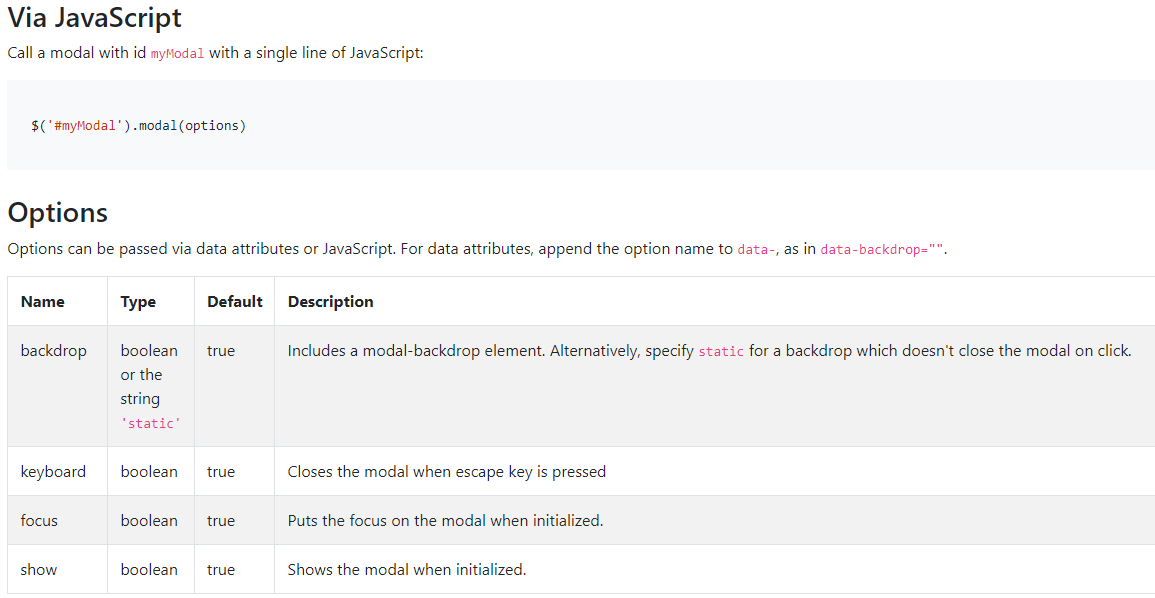 Via JavaScript
Call a modal with id myModal with a single line of JavaScript:
$('#myModal').modal(options)
Options
Options can be passed via data attributes or JavaScript. For data attributes, append the option name to data-, as in data-backdrop="".
Name Type Default Description
backdrop boolean true Includes a modal-backdrop element. Alternatively, specify static for a backdrop which doesn't close the modal on click.
or the
string
'static'
keyboard boolean true Closes the modal when escape key is pressed
focus boolean true Puts the focus on the modal when initialized.
show boolean true Shows the modal when initialized.